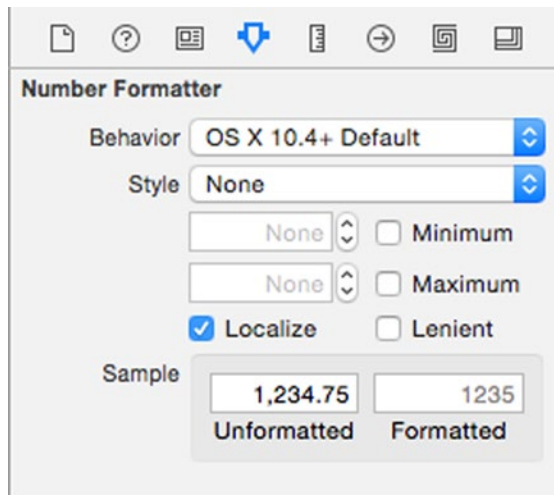 Number Formatter
Behavior OS X 10.4+ Default
Style None
None Minimum
None Maximum
Localize Lenient
Sample
1,234.75 1235
Unformatted Formatted